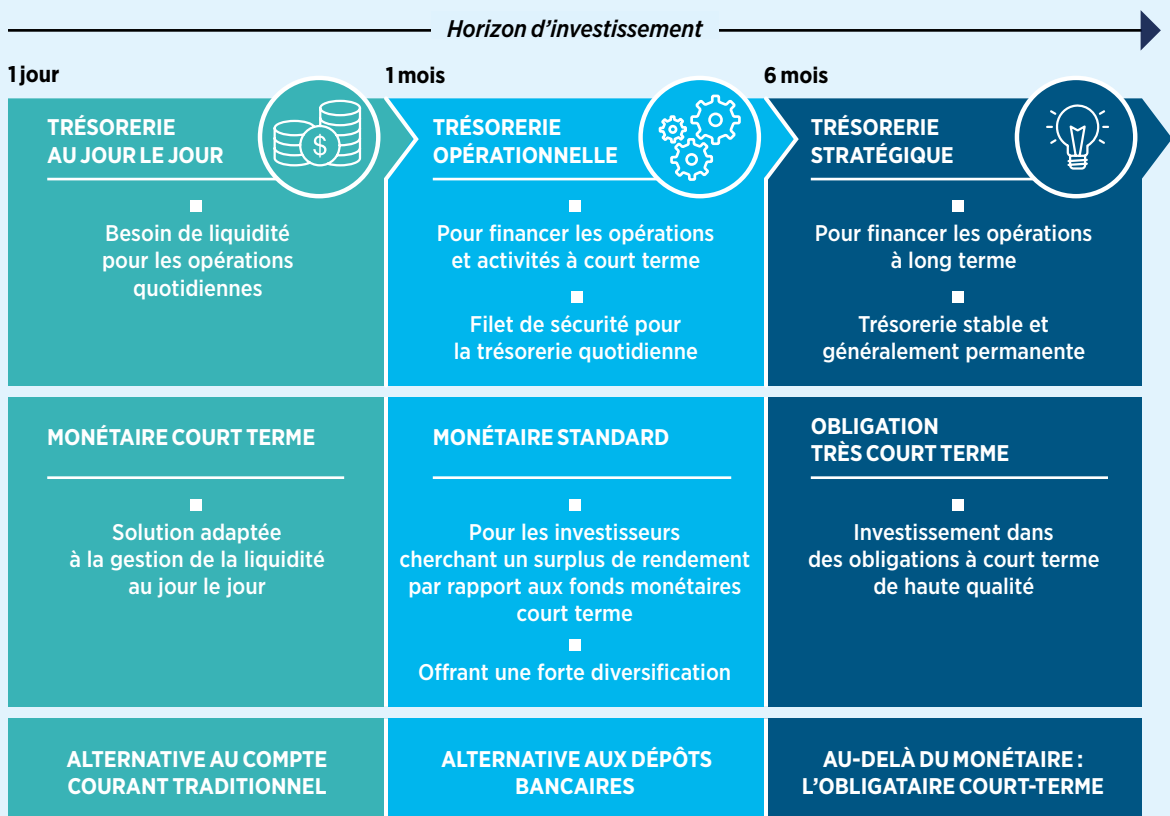 Horizon d'investissement
1 jour
1 mois
6 mois
TRÉSORERIE
AU JOUR LE JOUR
$
Besoin de liquidité
pour les opérations
quotidiennes
TRÉSORERIE
OPÉRATIONNELLE
Pour financer les opérations
et activités à court terme
Filet de sécurité pour
la trésorerie quotidienne
TRÉSORERIE
STRATÉGIQUE
Pour financer les opérations
à long terme
Trésorerie stable et
généralement permanente
MONÉTAIRE COURT TERME
Solution adaptée
à la gestion de la liquidité
au jour le jour
MONÉTAIRE STANDARD
Pour les investisseurs
cherchant un surplus de rendement
par rapport aux fonds monétaires
court terme
Offrant une forte diversification
OBLIGATION
TRÈS COURT TERME
Investissement dans
des obligations à court terme
de haute qualité
ALTERNATIVE AU COMPTE
COURANT TRADITIONNEL
ALTERNATIVE AUX DÉPÔTS
BANCAIRES
AU-DELÀ DU MONÉTAIRE :
L'OBLIGATAIRE COURT-TERME